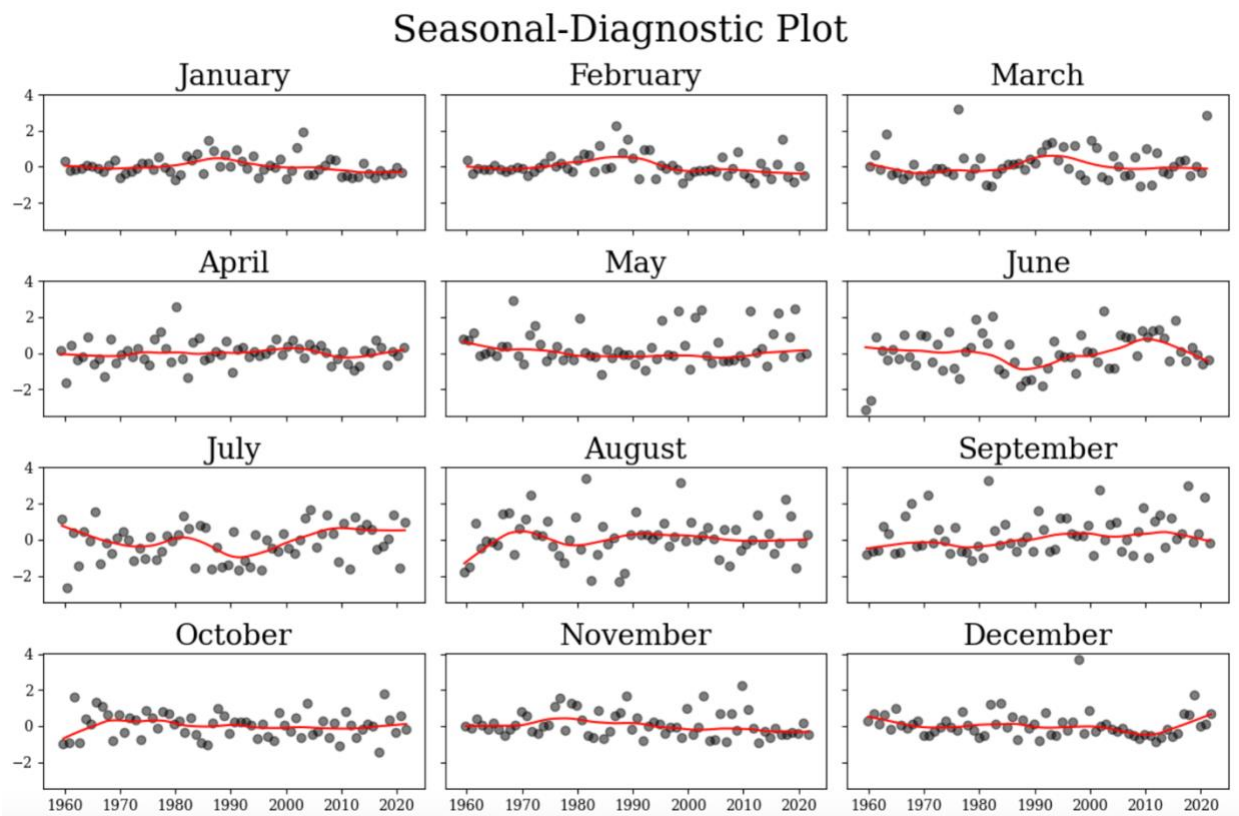 Seasonal-Diagnostic Plot
January February March
4
2
0
−2
April May June
4
2
0
−2
July August September
4
2
0
−2
October November December
4
2
0
−2
1960 1970 1980 1990 2000 2010 2020 1960 1970 1980 1990 2000 2010 2020 1960 1970 1980 1990 2000 2010 2020